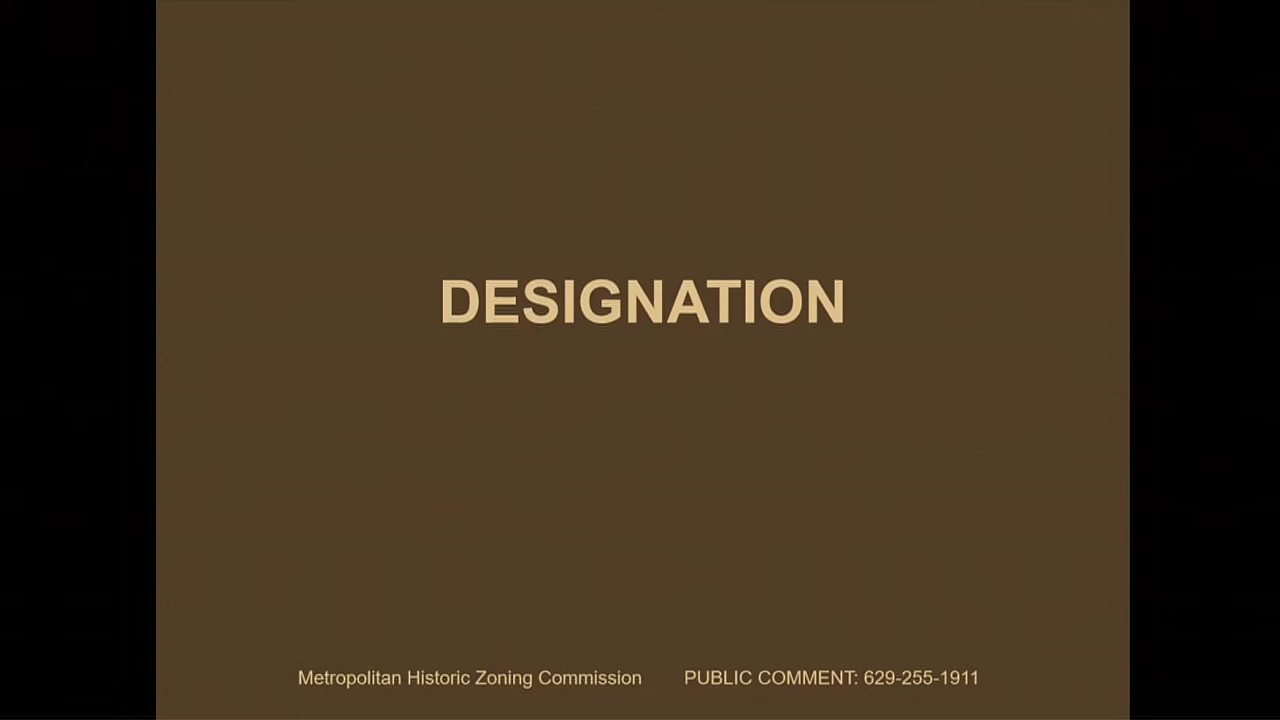 DESIGNATION
Metropolitan Historic Zoning Commission PUBLIC COMMENT: 629-255-1911